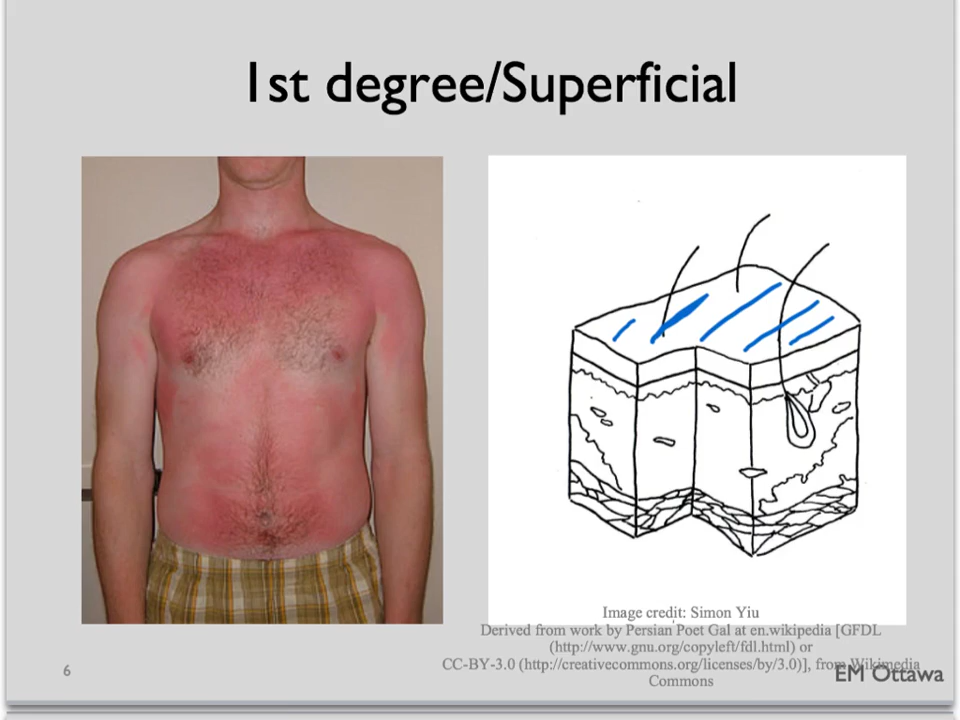 1st degree/Superficial
Image credit: Simon Yiu
Derived from work by Persian Poet Gal at en.wikipedia [GFDL
(http://www.gnu.org/copyleft/fdl.html) or
CC-BY-3.0 (http://creativecommons.org/licenses/by/3.0)], from Wikimedia
Commons
6
EM Ottawa